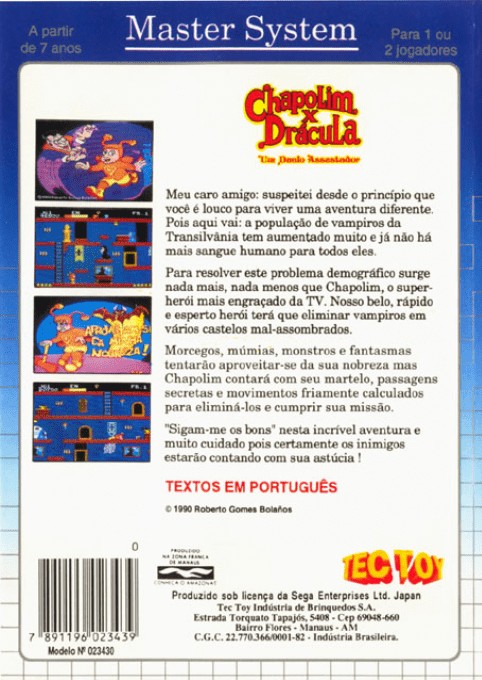 A partir
de 7 anos
Master System
Para 1 ou
2 jogadores
Chapolim
x
Drácula
Um Duelo Assustador
Meu caro amigo: suspeitei desde o princípio que
você é louco para viver uma aventura diferente.
Pois aqui vai: a população de vampiros da
Transilvânia tem aumentado muito e já não há
mais sangue humano para todos eles.
Para resolver este problema demográfico surge
nada mais, nada menos que Chapolim, o super-
herói mais engraçado da TV. Nosso belo, rápido
e esperto herói terá que eliminar vampiros em
vários castelos mal-assombrados.
Morcegos, múmias, monstros e fantasmas
tentarão aproveitar-se da sua nobreza mas
Chapolim contará com seu martelo, passagens
secretas e movimentos friamente calculados
para eliminá-los e cumprir sua missão.
"Sigam-me os bons" nesta incrível aventura e
muito cuidado pois certamente os inimigos
estarão contando com sua astúcia !
TEXTOS EM PORTUGUÊS
© 1990 Roberto Gomes Bolaños
0
PRODUZIDO
NA ZONA FRANCA
DE MANAUS
CONHEÇA O AMAZONAS
TEC TOY
Produzido sob licença da Sega Enterprises Ltd. Japan
Tec Toy Indústria de Brinquedos S.A.
Estrada Torquato Tapajós, 5408 - Cep 69048-660
Bairro Flores - Manaus - AM
C.G.C. 22.770.366/0001-82 - Indústria Brasileira.
7 891196 023439
Modelo Nº 023430